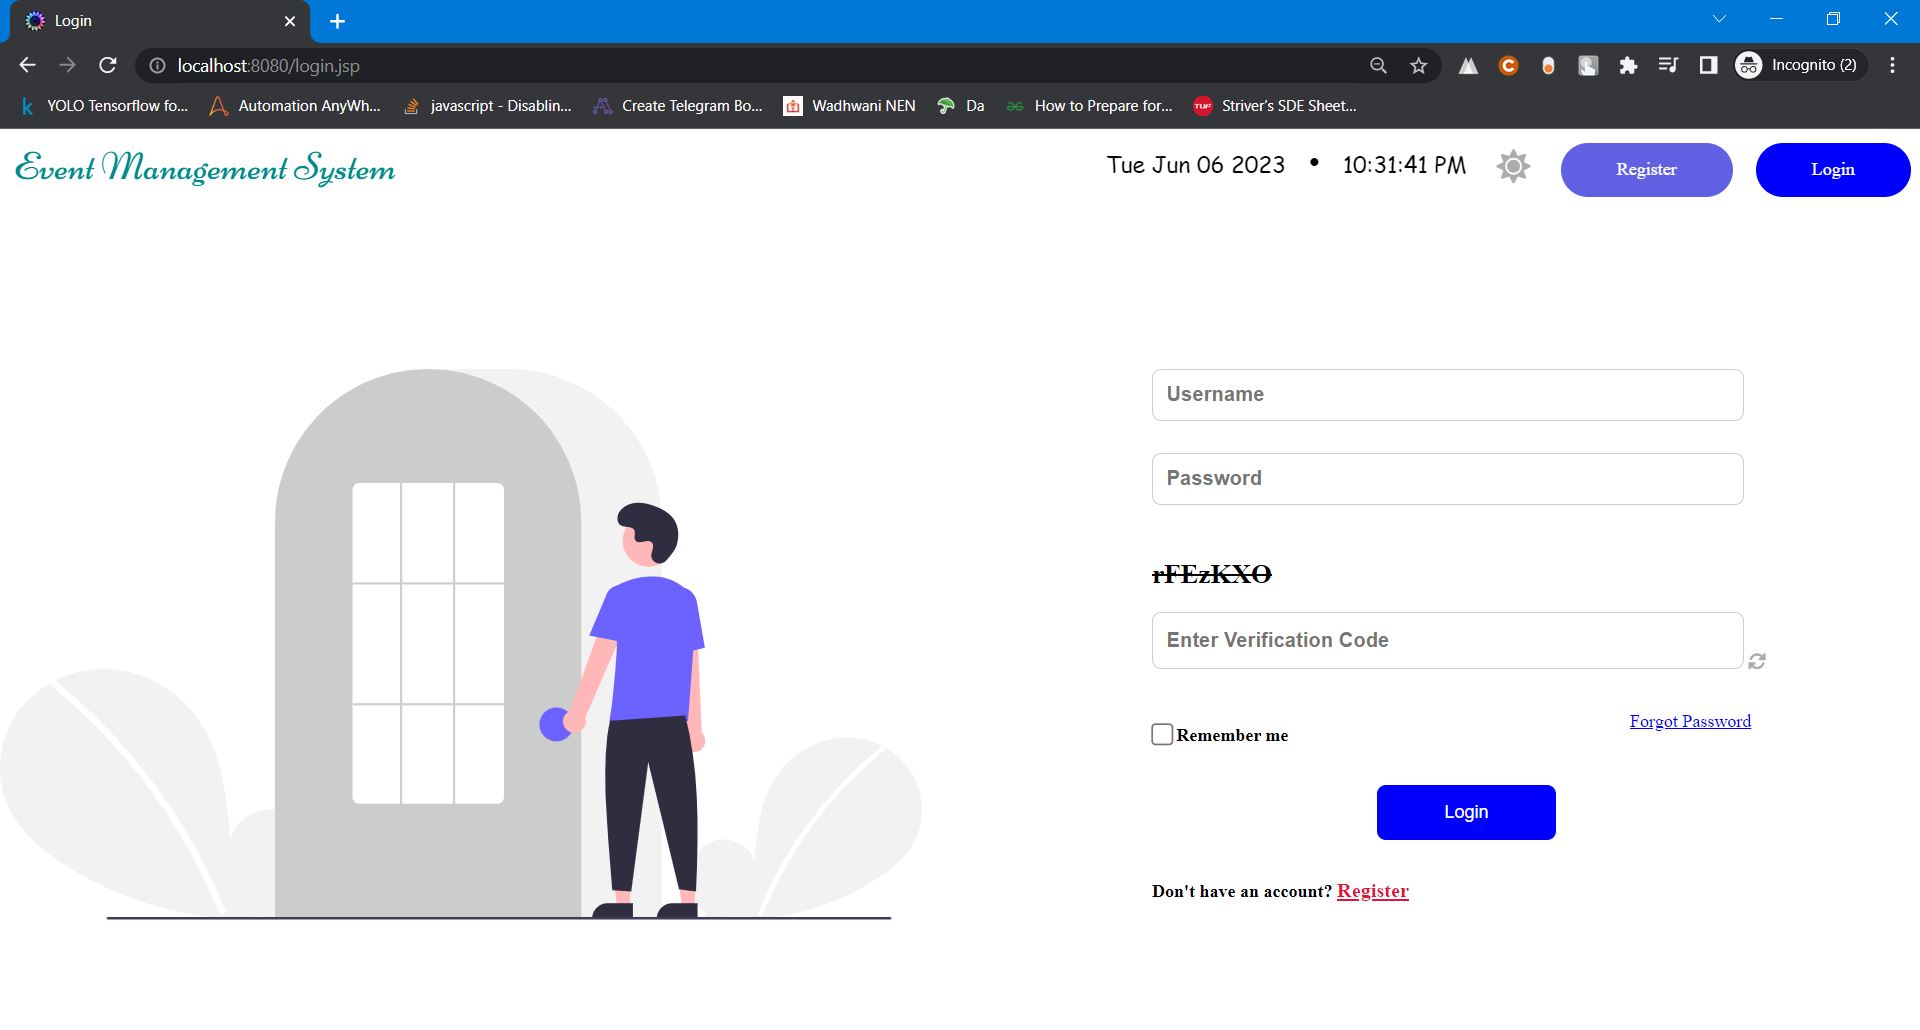 Login
localhost:8080/login.jsp
Incognito (2)
YOLO Tensorflow fo... Automation AnyWh... javascript - Disablin... Create Telegram Bo... Wadhwani NEN Da How to Prepare for... TUF Striver's SDE Sheet...
Event Management System
Tue Jun 06 2023 • 10:31:41 PM
Register
Login
Username
Password
rFEzKXO
Enter Verification Code
Forgot Password
Remember me
Login
Don't have an account? Register